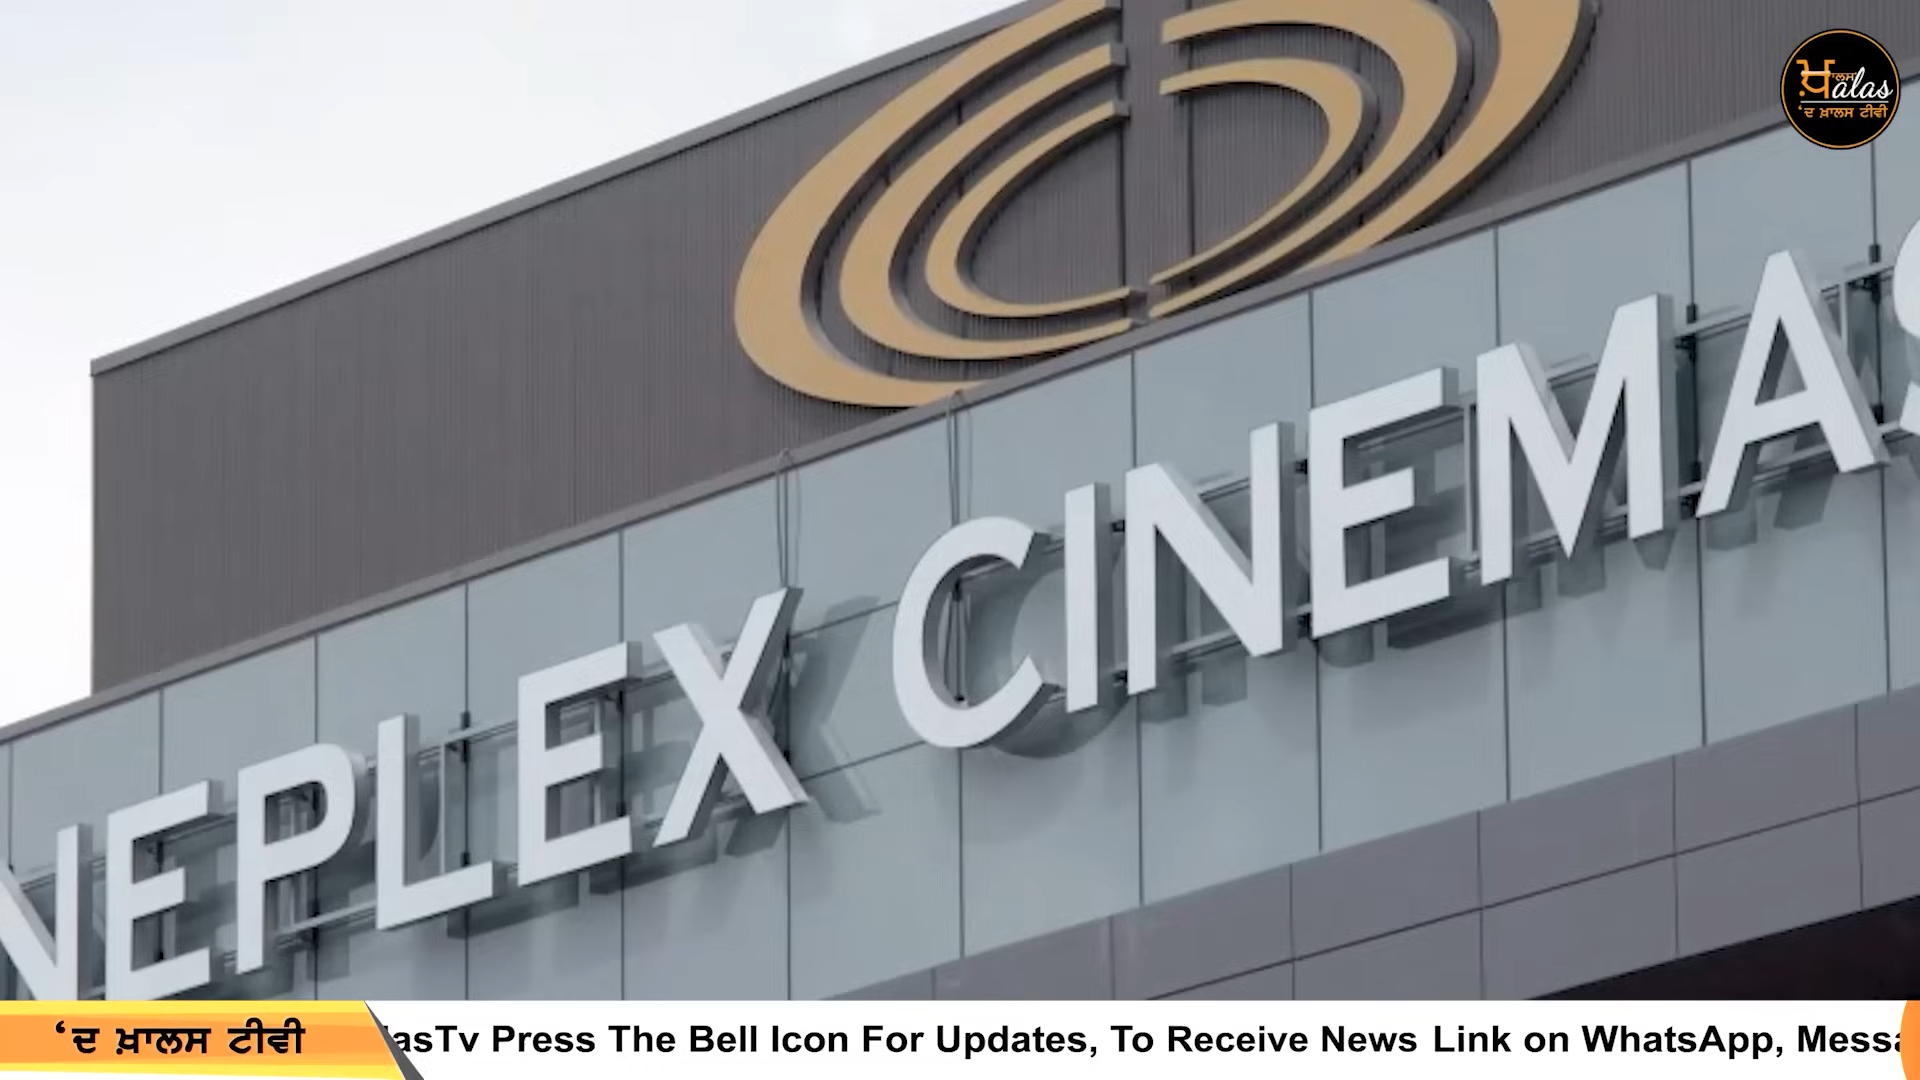 ਖ਼ਾਲਸ
alas
‘ਦ ਖ਼ਾਲਸ ਟੀਵੀ
NEPLEX CINEMAS
‘ਦ ਖ਼ਾਲਸ ਟੀਵੀ
asTv Press The Bell Icon For Updates, To Receive News Link on WhatsApp, Messa